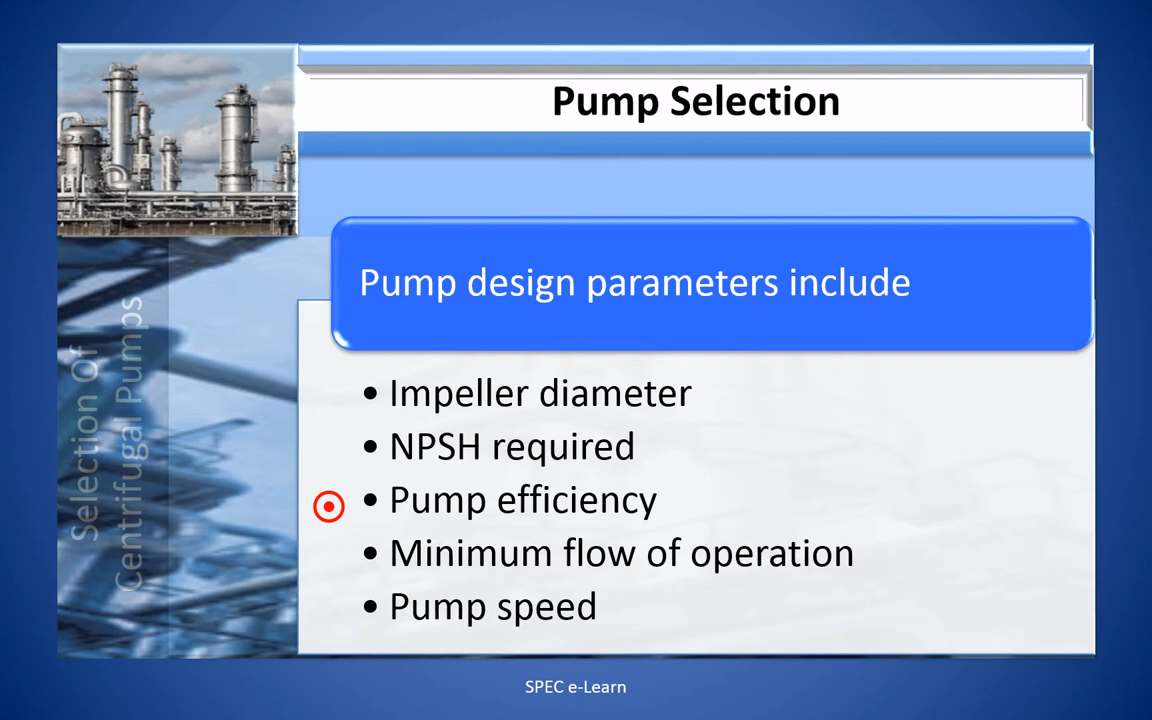 Pump Selection
Pump design parameters include
• Impeller diameter
• NPSH required
• Pump efficiency
• Minimum flow of operation
• Pump speed
Selection Of
Centrifugal Pumps
SPEC e-Learn